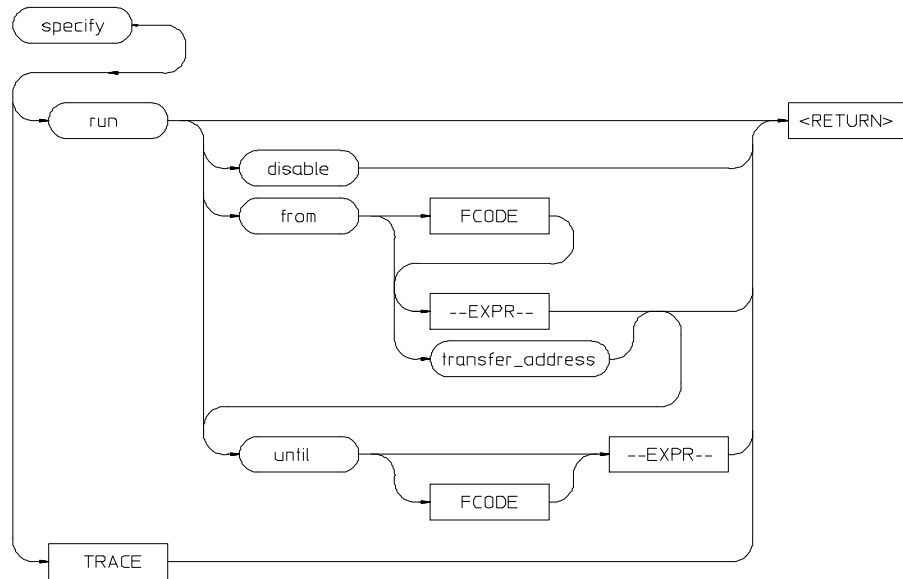 specify
run
<RETURN>
disable
from
FCODE
--EXPR--
transfer_address
until
--EXPR--
FCODE
TRACE